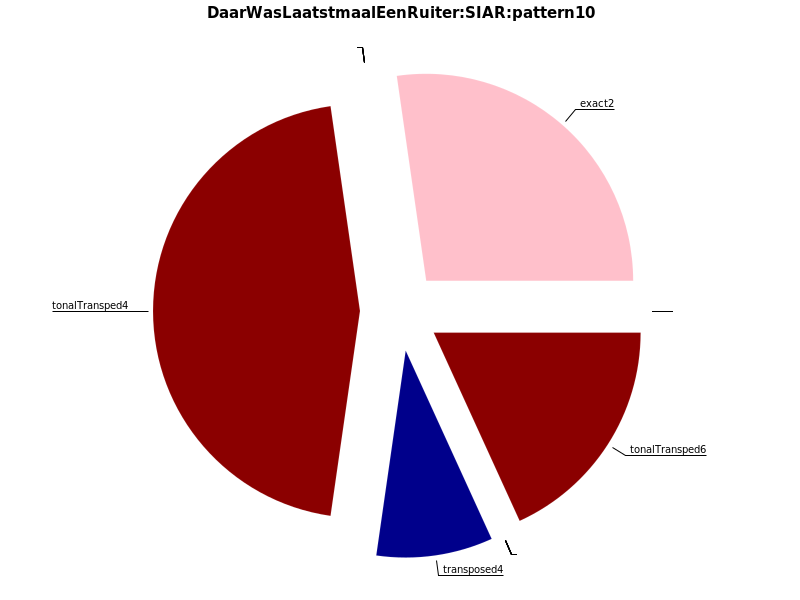 DaarWasLaatstmaalEenRuiter:SIAR:pattern10
exact2
tonalTransped4
tonalTransped6
transposed4